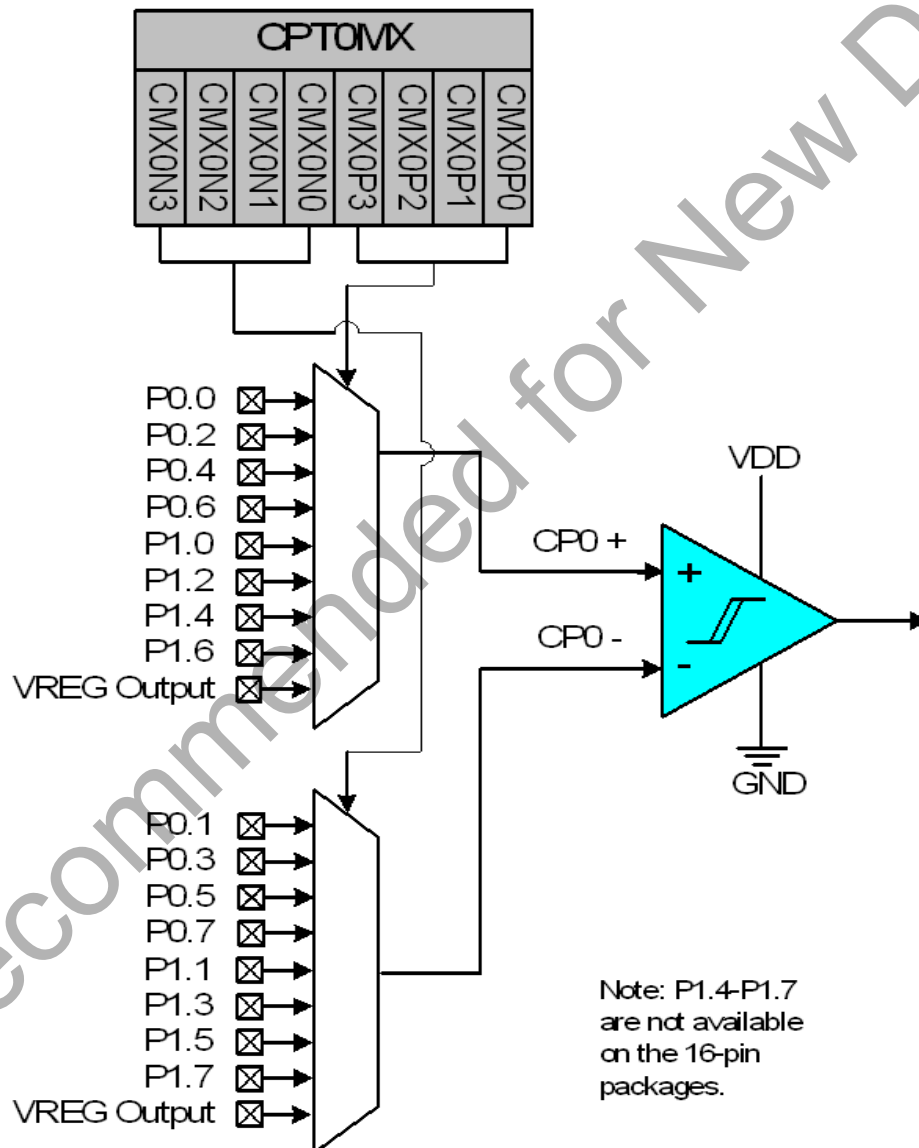 CPT0MX
CMX0N3
CMX0N2
CMX0N1
CMX0N0
CMX0P3
CMX0P2
CMX0P1
CMX0P0
P0.0
P0.2
P0.4
P0.6
P1.0
P1.2
P1.4
P1.6
VREG Output
VDD
CP0 +
+
CP0 -
-
GND
P0.1
P0.3
P0.5
P0.7
P1.1
P1.3
P1.5
P1.7
VREG Output
Note: P1.4-P1.7
are not available
on the 16-pin
packages.
ecommended for New D